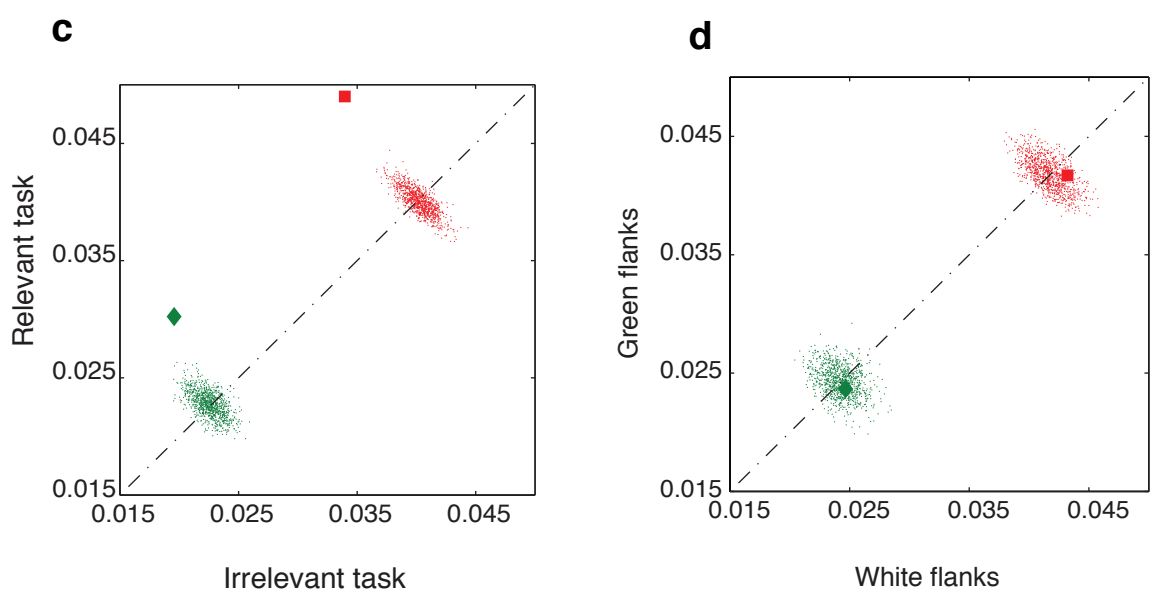 c
Relevant task
0.045
0.035
0.025
0.015
0.015 0.025 0.035 0.045
Irrelevant task
d
Green flanks
0.045
0.035
0.025
0.015
0.015 0.025 0.035 0.045
White flanks